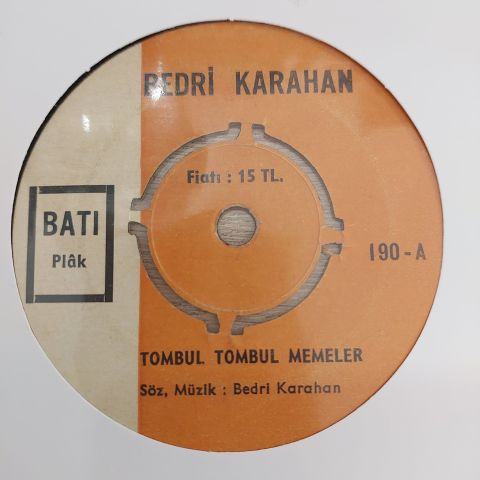 BEDRİ KARAHAN
Fiatı : 15 TL.
BATI
Plâk
190-A
TOMBUL TOMBUL MEMELER
Söz, Müzik : Bedri Karahan